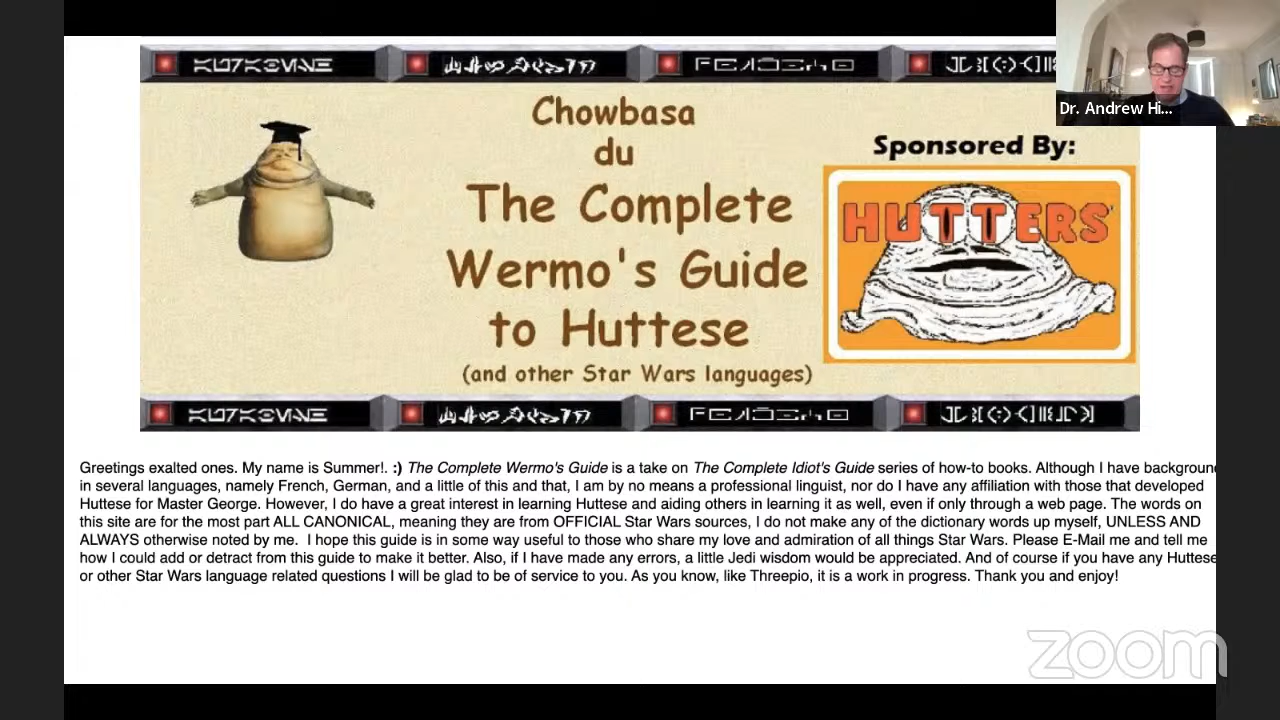 Chowbasa
du
The Complete
Wermo's Guide
to Huttese
(and other Star Wars languages)
Sponsored By:
HUTTERS
Dr. Andrew Hi...
Greetings exalted ones. My name is Summer!. :) The Complete Wermo's Guide is a take on The Complete Idiot's Guide series of how-to books. Although I have backgroun
in several languages, namely French, German, and a little of this and that, I am by no means a professional linguist, nor do I have any affiliation with those that developed
Huttese for Master George. However, I do have a great interest in learning Huttese and aiding others in learning it as well, even if only through a web page. The words on
this site are for the most part ALL CANONICAL, meaning they are from OFFICIAL Star Wars sources, I do not make any of the dictionary words up myself, UNLESS AND
ALWAYS otherwise noted by me.  I hope this guide is in some way useful to those who share my love and admiration of all things Star Wars. Please E-Mail me and tell me
how I could add or detract from this guide to make it better. Also, if I have made any errors, a little Jedi wisdom would be appreciated. And of course if you have any Huttese
or other Star Wars language related questions I will be glad to be of service to you. As you know, like Threepio, it is a work in progress. Thank you and enjoy!
zoom